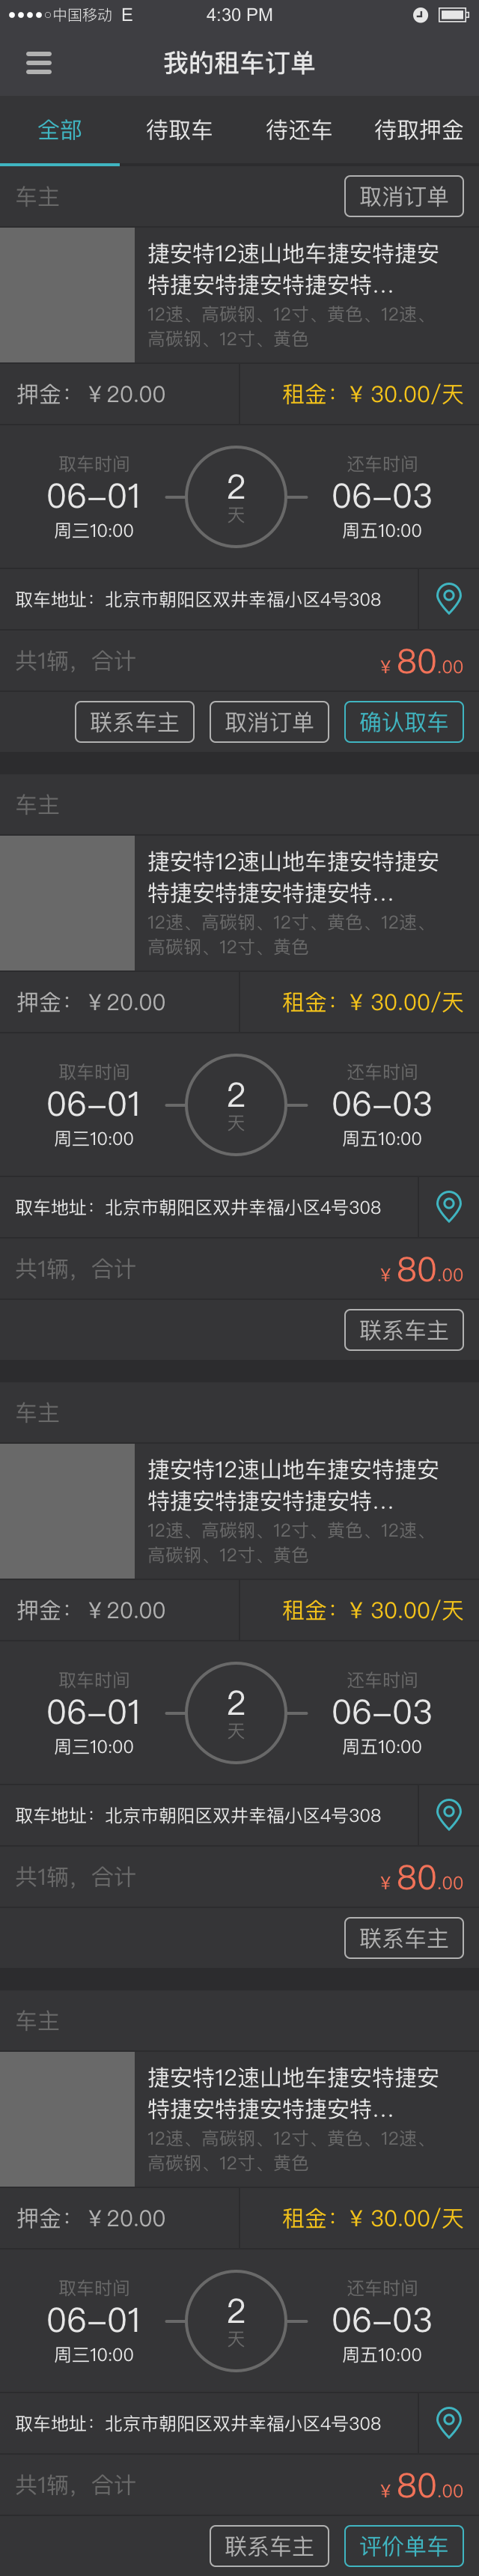 中国移动 E 4:30 PM
我的租车订单
全部 待取车 待还车 待取押金
车主 取消订单
捷安特12速山地车捷安特捷安
特捷安特捷安特捷安特...
12速、高碳钢、12寸、黄色、12速、
高碳钢、12寸、黄色
押金：￥20.00 租金：￥ 30.00/天
取车时间 还车时间
06-01 2 06-03
周三10:00 天 周五10:00
取车地址：北京市朝阳区双井幸福小区4号308
共1辆，合计 ￥80.00
联系车主 取消订单 确认取车
车主
捷安特12速山地车捷安特捷安
特捷安特捷安特捷安特...
12速、高碳钢、12寸、黄色、12速、
高碳钢、12寸、黄色
押金：￥20.00 租金：￥ 30.00/天
取车时间 还车时间
06-01 2 06-03
周三10:00 天 周五10:00
取车地址：北京市朝阳区双井幸福小区4号308
共1辆，合计 ￥80.00
联系车主
车主
捷安特12速山地车捷安特捷安
特捷安特捷安特捷安特...
12速、高碳钢、12寸、黄色、12速、
高碳钢、12寸、黄色
押金：￥20.00 租金：￥ 30.00/天
取车时间 还车时间
06-01 2 06-03
周三10:00 天 周五10:00
取车地址：北京市朝阳区双井幸福小区4号308
共1辆，合计 ￥80.00
联系车主
车主
捷安特12速山地车捷安特捷安
特捷安特捷安特捷安特...
12速、高碳钢、12寸、黄色、12速、
高碳钢、12寸、黄色
押金：￥20.00 租金：￥ 30.00/天
取车时间 还车时间
06-01 2 06-03
周三10:00 天 周五10:00
取车地址：北京市朝阳区双井幸福小区4号308
共1辆，合计 ￥80.00
联系车主 评价单车